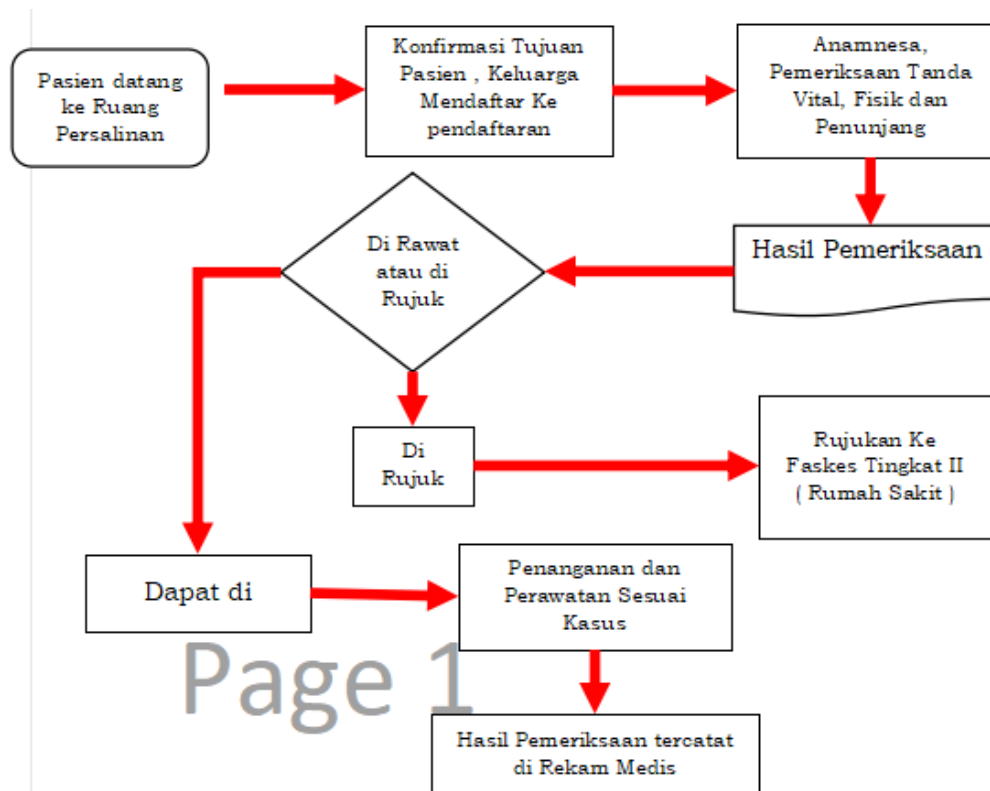 Pasien datang
ke Ruang
Persalinan
Konfirmasi Tujuan
Pasien , Keluarga
Mendaftar Ke
pendaftaran
Anamnesa,
Pemeriksaan Tanda
Vital, Fisik dan
Penunjang
Hasil Pemeriksaan
Di Rawat
atau di
Rujuk
Di
Rujuk
Rujukan Ke
Faskes Tingkat II
( Rumah Sakit )
Dapat di
Penanganan dan
Perawatan Sesuai
Kasus
Page 1
Hasil Pemeriksaan tercatat
di Rekam Medis